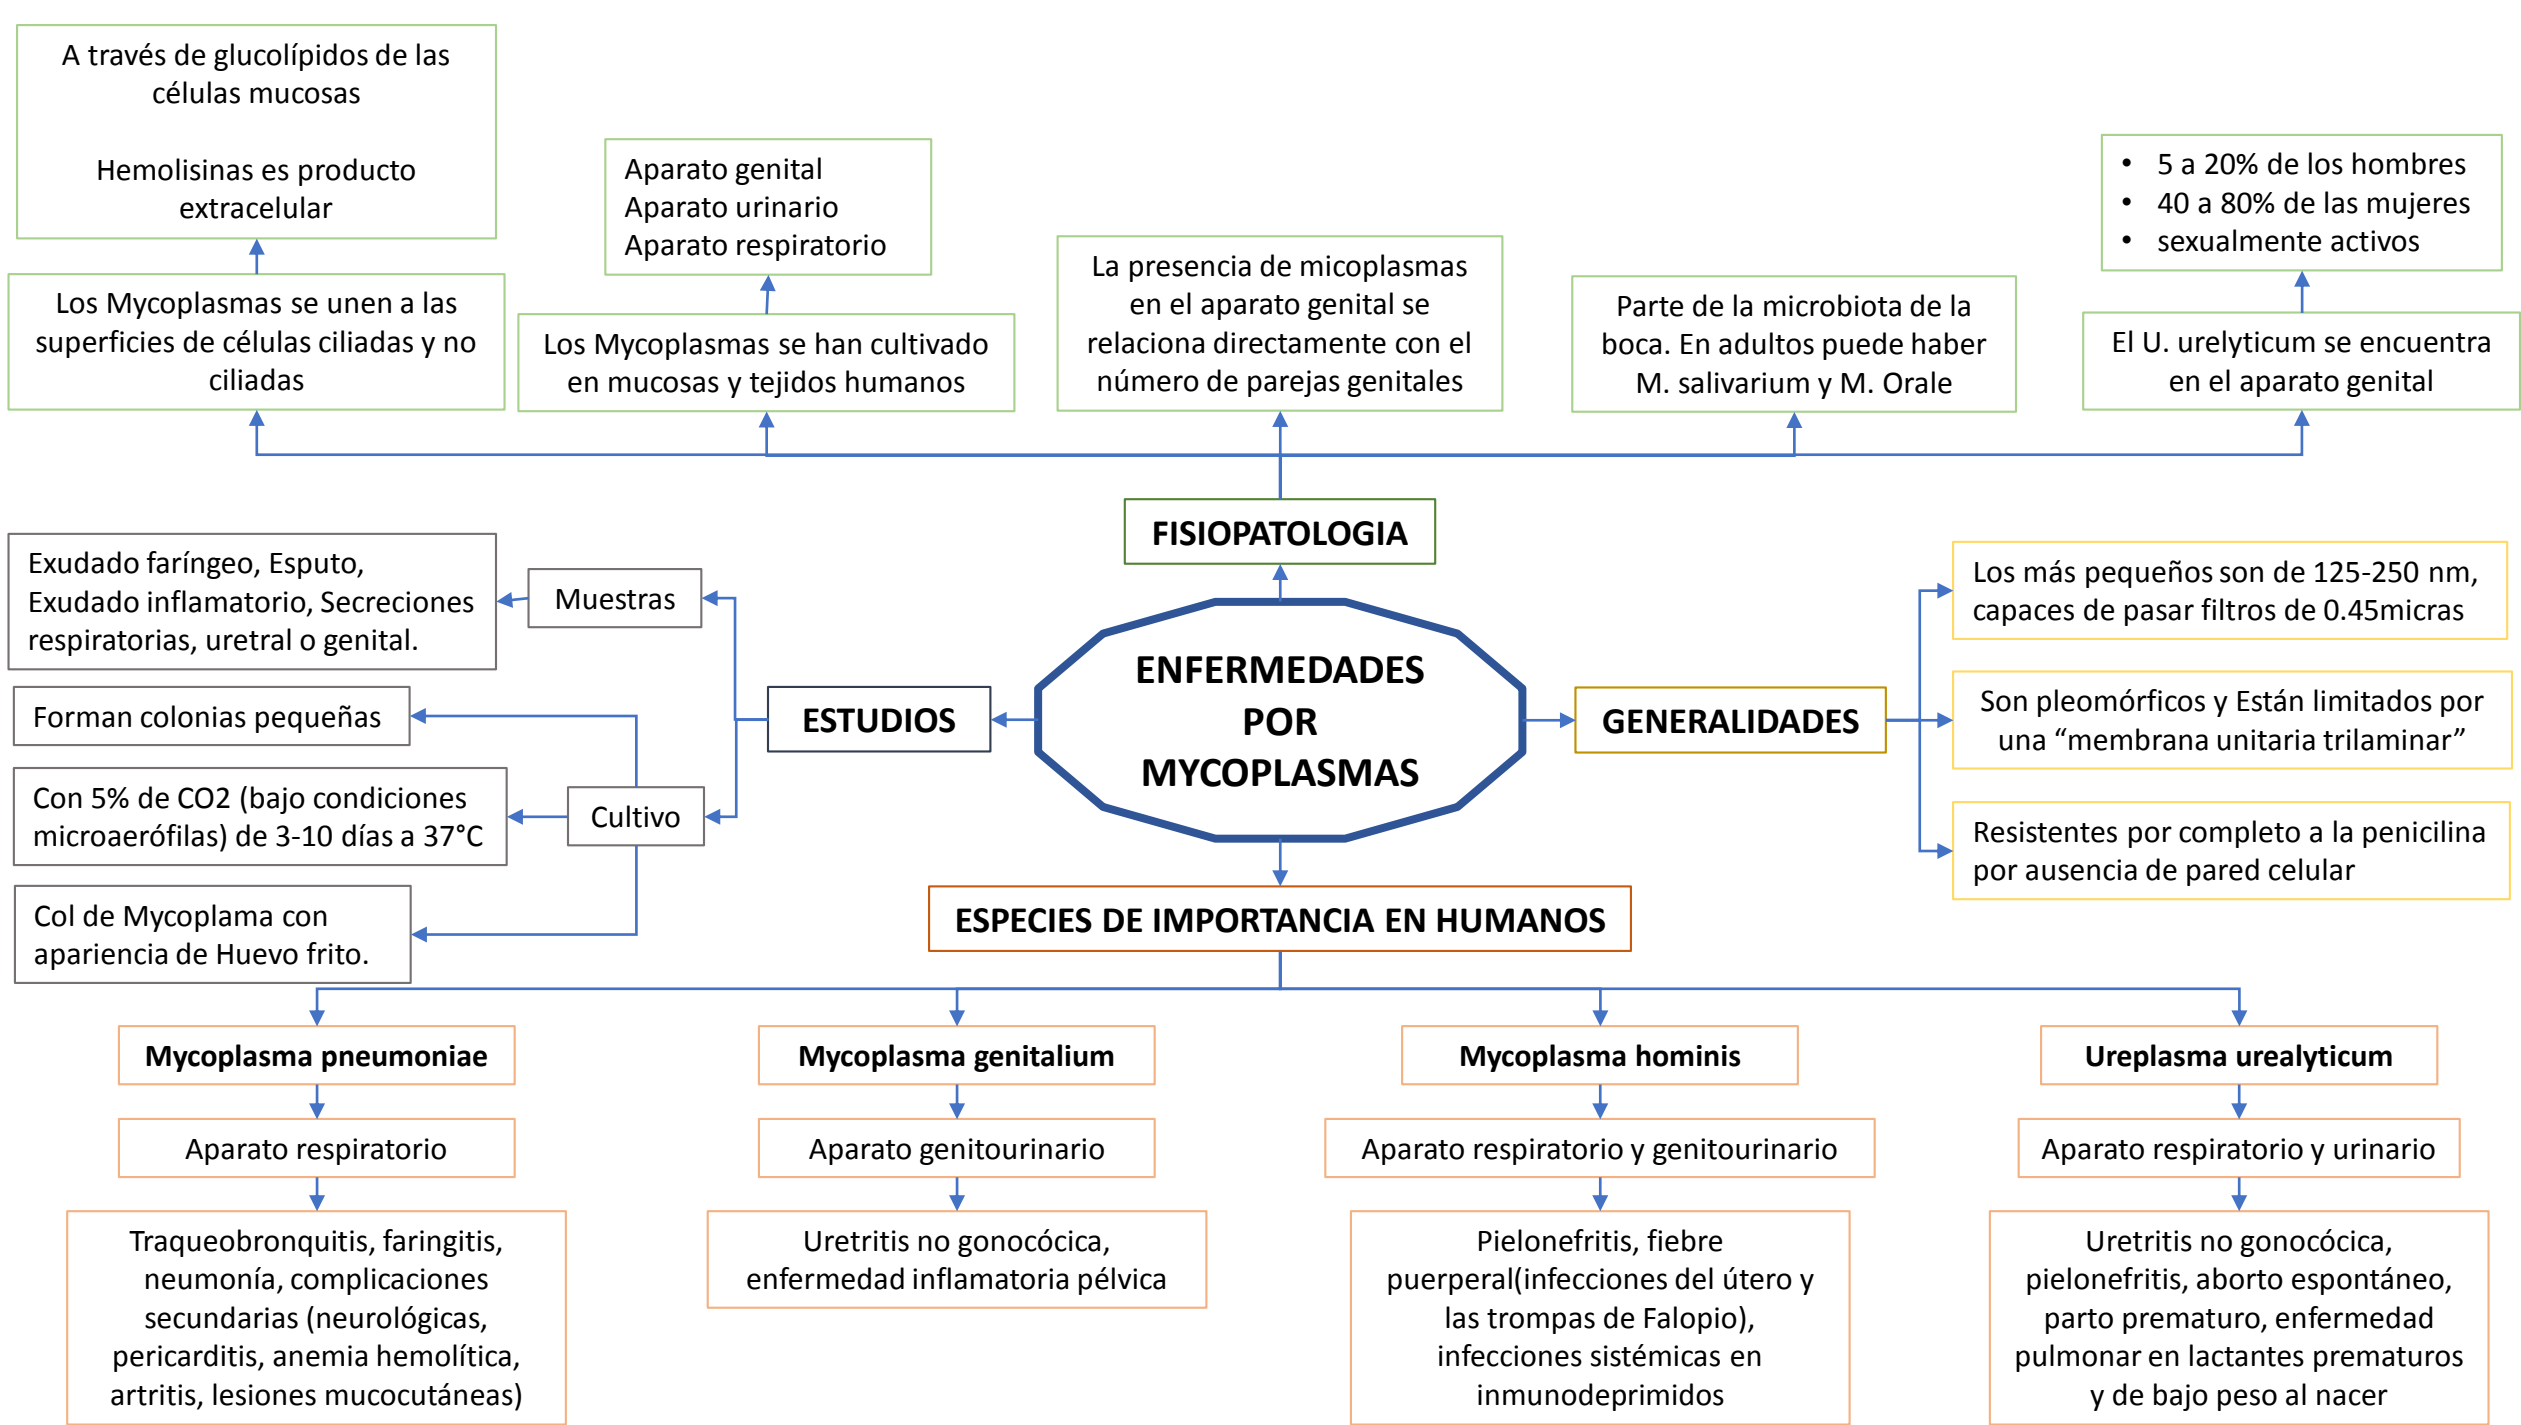 A través de glucolípidos de las
células mucosas
Hemolisinas es producto
extracelular
Aparato genital
Aparato urinario
Aparato respiratorio
• 5 a 20% de los hombres
• 40 a 80% de las mujeres
• sexualmente activos
Los Mycoplasmas se unen a las
superficies de células ciliadas y no
ciliadas
Los Mycoplasmas se han cultivado
en mucosas y tejidos humanos
La presencia de micoplasmas
en el aparato genital se
relaciona directamente con el
número de parejas genitales
Parte de la microbiota de la
boca. En adultos puede haber
M. salivarium y M. Orale
El U. urelyticum se encuentra
en el aparato genital
FISIOPATOLOGIA
Exudado faríngeo, Esputo,
Exudado inflamatorio, Secreciones
respiratorias, uretral o genital.
Muestras
Forman colonias pequeñas
Con 5% de CO2 (bajo condiciones
microaerófilas) de 3-10 días a 37°C
Cultivo
Col de Mycoplama con
apariencia de Huevo frito.
ESTUDIOS
ENFERMEDADES
POR
MYCOPLASMAS
GENERALIDADES
Los más pequeños son de 125-250 nm,
capaces de pasar filtros de 0.45micras
Son pleomórficos y Están limitados por
una “membrana unitaria trilaminar”
Resistentes por completo a la penicilina
por ausencia de pared celular
ESPECIES DE IMPORTANCIA EN HUMANOS
Mycoplasma pneumoniae
Aparato respiratorio
Traqueobronquitis, faringitis,
neumonía, complicaciones
secundarias (neurológicas,
pericarditis, anemia hemolítica,
artritis, lesiones mucocutáneas)
Mycoplasma genitalium
Aparato genitourinario
Uretritis no gonocócica,
enfermedad inflamatoria pélvica
Mycoplasma hominis
Aparato respiratorio y genitourinario
Pielonefritis, fiebre
puerperal(infecciones del útero y
las trompas de Falopio),
infecciones sistémicas en
inmunodeprimidos
Ureplasma urealyticum
Aparato respiratorio y urinario
Uretritis no gonocócica,
pielonefritis, aborto espontáneo,
parto prematuro, enfermedad
pulmonar en lactantes prematuros
y de bajo peso al nacer